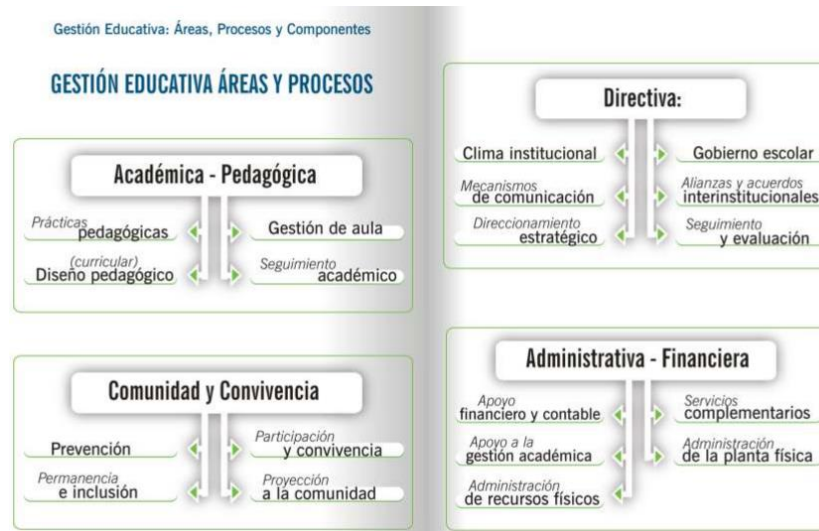 Gestión Educativa: Áreas, Procesos y Componentes
GESTIÓN EDUCATIVA ÁREAS Y PROCESOS
Académica - Pedagógica
Prácticas
pedagógicas
Gestión de aula
(curricular)
Diseño pedagógico
Seguimiento
académico
Comunidad y Convivencia
Prevención
Participación
y convivencia
Permanencia
e inclusión
Proyección
a la comunidad
Directiva:
Clima institucional
Gobierno escolar
Mecanismos
de comunicación
Alianzas y acuerdos
interinstitucionales
Direccionamiento
estratégico
Seguimiento
y evaluación
Administrativa - Financiera
Apoyo
financiero y contable
Servicios
complementarios
Apoyo a la
gestión académica
Administración
de la planta física
Administración
de recursos físicos